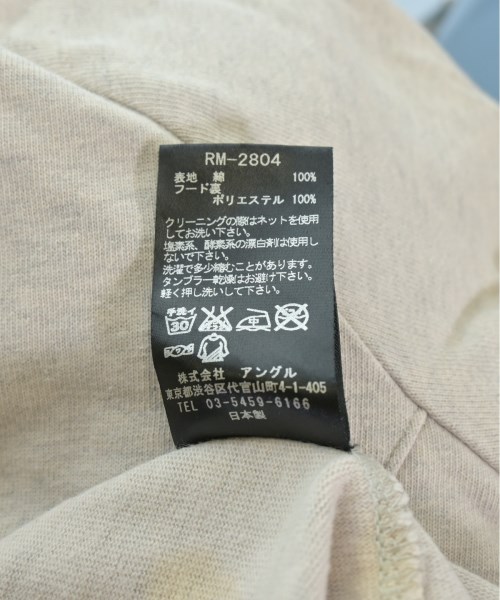 RM-2804
表地 綿 100%
フード裏
ポリエステル 100%
クリーニングの際はネットを使用
してお洗い下さい。
塩素系、酵素系の漂白剤は使用し
ないで下さい。
洗濯で多少縮むことがあります。
タンブラー乾燥はお避け下さい。
軽く押し洗いして下さい。
手洗イ
30
中
株式会社 アングル
東京都渋谷区代官山町4-1-405
TEL 03-5459-6166
日本製